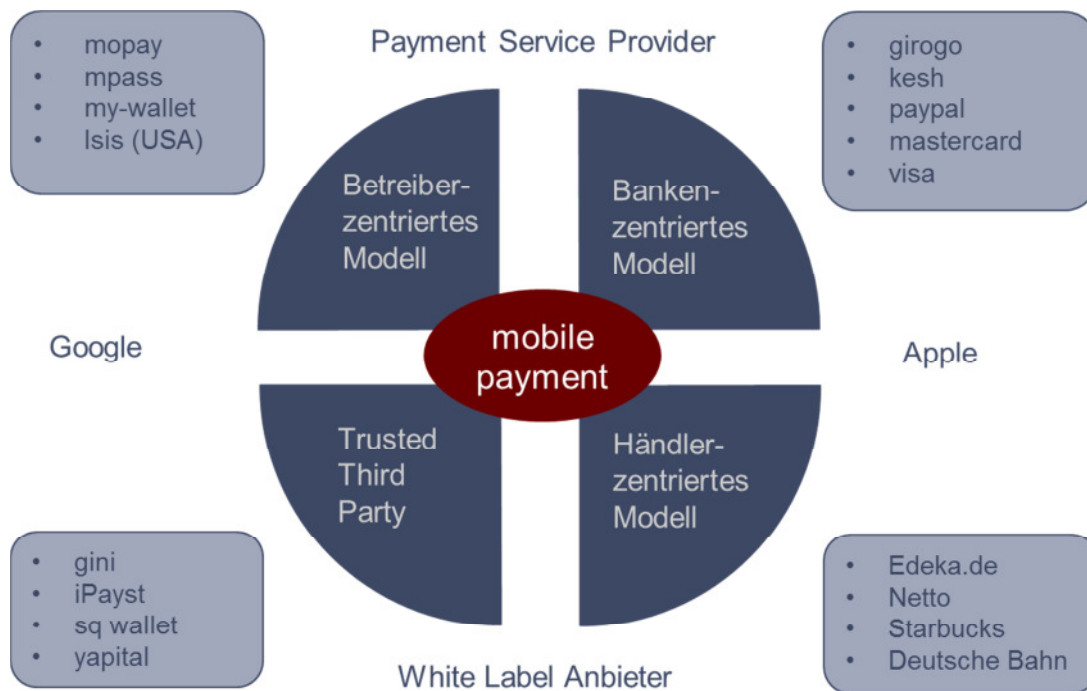 • mopay
• mpass
• my-wallet
• Isis (USA)
Payment Service Provider
• girogo
• kesh
• paypal
• mastercard
• visa
Betreiber-
zentriertes
Modell
Banken-
zentriertes
Modell
Google
mobile
payment
Apple
Trusted
Third
Party
Händler-
zentriertes
Modell
• gini
• iPayst
• sq wallet
• yapital
White Label Anbieter
• Edeka.de
• Netto
• Starbucks
• Deutsche Bahn